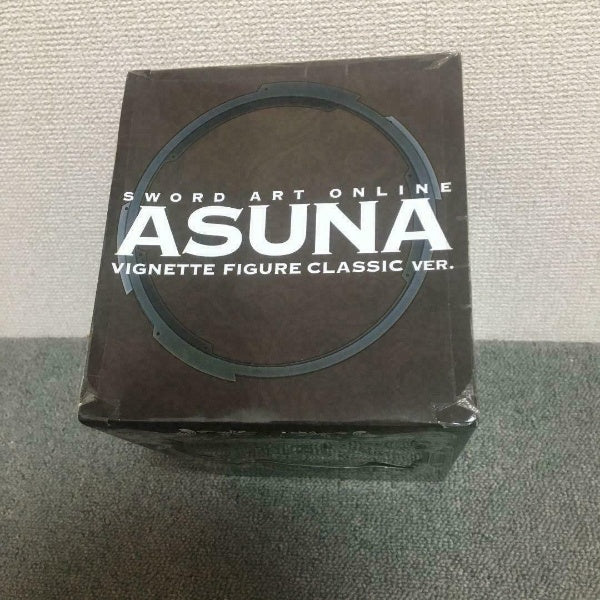 SWORD ART ONLINE
ASUNA
VIGNETTE FIGURE CLASSIC VER.